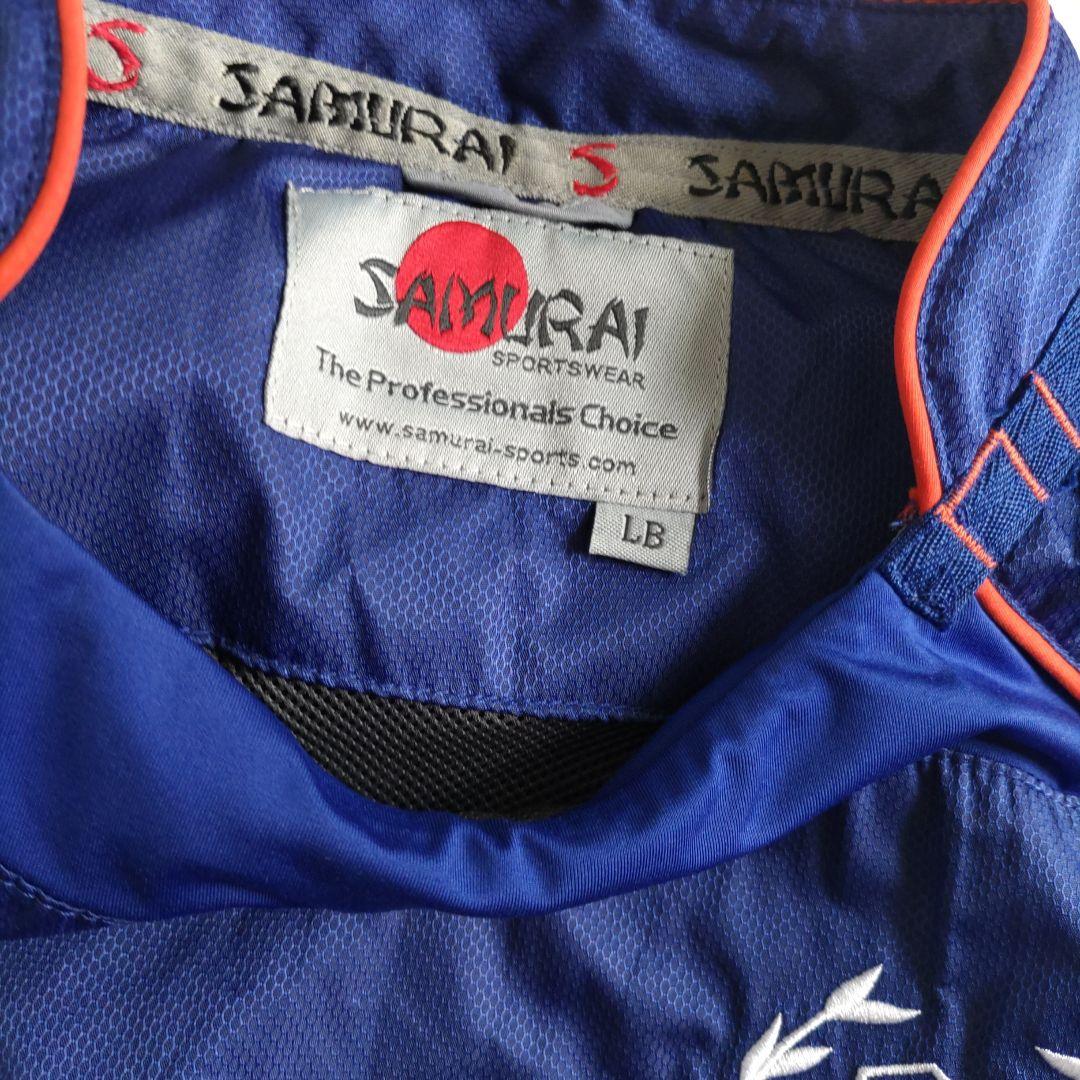 S SAMURAI S SAMURA
SAMURAI
SPORTSWEAR
The Professionals Choice
www.samurai-sports.com
LB